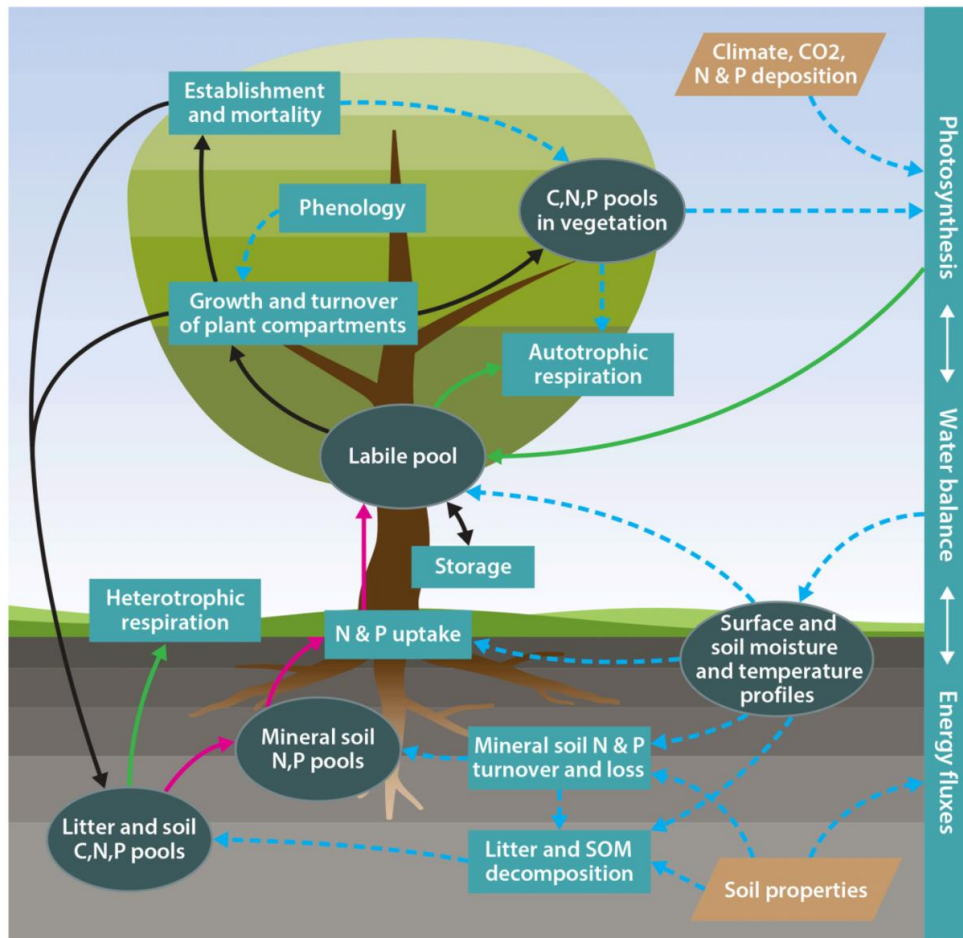 Climate, CO2,
N & P deposition
Establishment
and mortality
Phenology
C,N,P pools
in vegetation
Photosynthesis
Growth and turnover
of plant compartments
Autotrophic
respiration
Labile pool
Water balance
Storage
Heterotrophic
respiration
N & P uptake
Surface and
soil moisture
and temperature
profiles
Mineral soil
N,P pools
Mineral soil N & P
turnover and loss
Energy fluxes
Litter and soil
C,N,P pools
Litter and SOM
decomposition
Soil properties